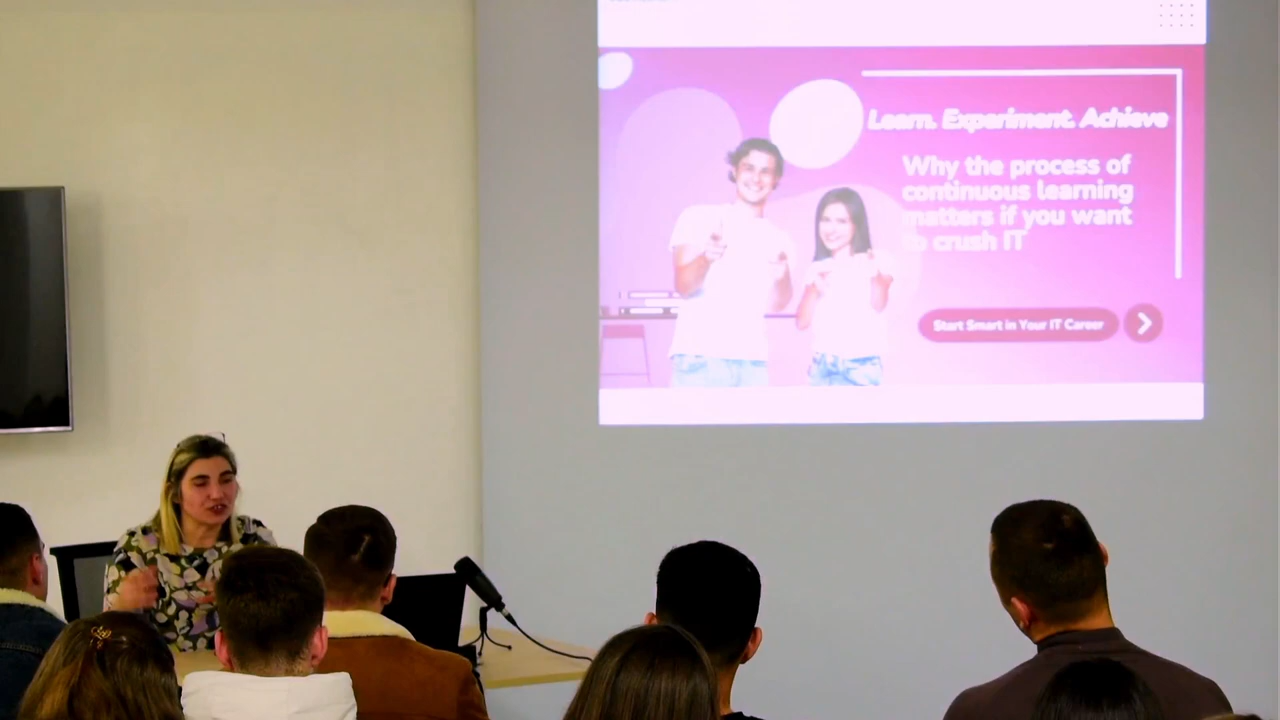 Learn. Experiment. Achieve
Why the process of
continuous learning
matters if you want
to crush IT
Start Smart in Your IT Career